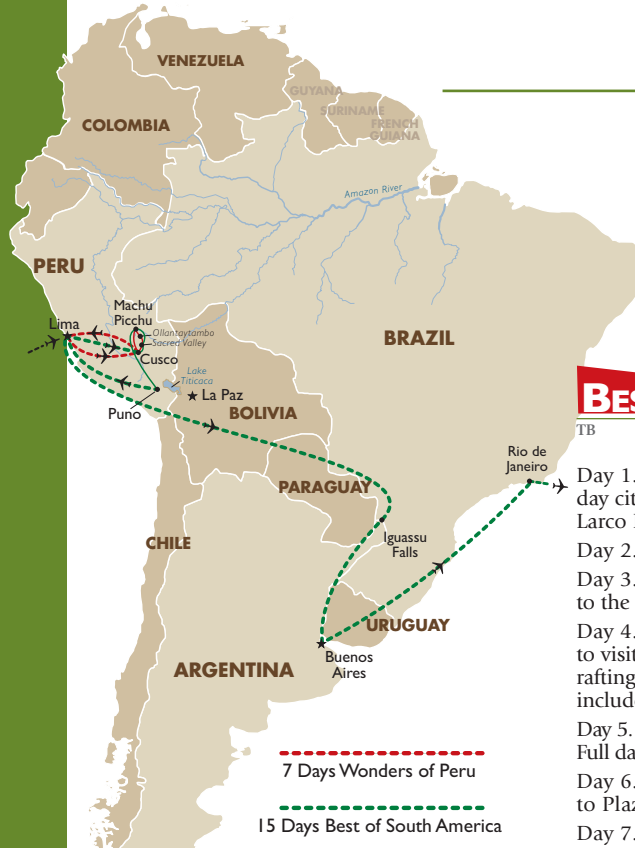 VENEZUELA
GUYANA
SURINAME
FRENCH
GUIANA
COLOMBIA
Amazon River
PERU
Machu
Picchu
Lima
Ollantaytambo
Sacred Valley
Cusco
BRAZIL
Lake
Titicaca
La Paz
Puno
BOLIVIA
PARAGUAY
Rio de
Janeiro
Iguassu
Falls
CHILE
URUGUAY
Buenos
Aires
ARGENTINA
7 Days Wonders of Peru
15 Days Best of South America
BES
TB
Day 1.
day cit
Larco
Day 2.
Day 3.
to the
Day 4.
to visit
rafting
include
Day 5.
Full da
Day 6.
to Plaz
Day 7.